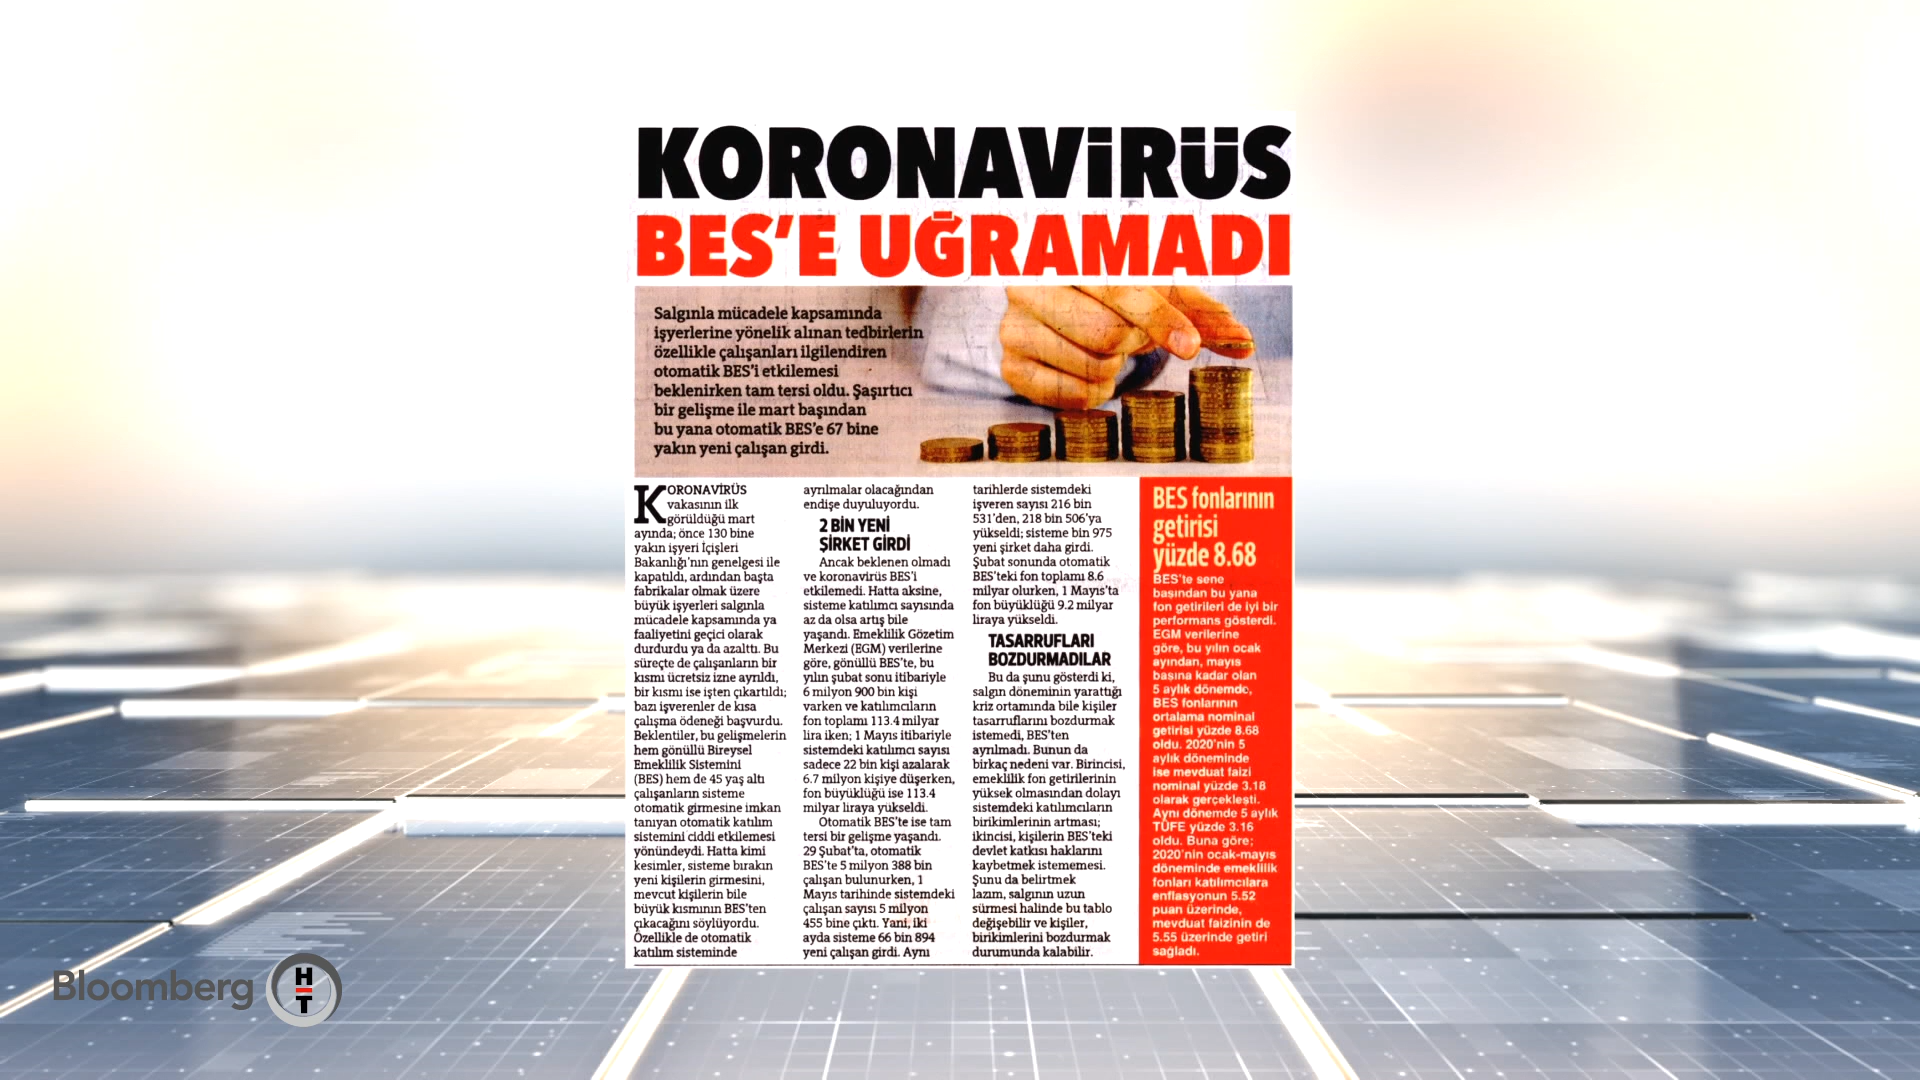 KORONAVİRÜS
BES'E UĞRAMADI
Salgınla mücadele kapsamında
işyerlerine yönelik alınan tedbirlerin
özellikle çalışanları ilgilendiren
otomatik BES'i etkilemesi
beklenirken tam tersi oldu. Şaşırtıcı
bir gelişme ile mart başından
bu yana otomatik BES'e 67 bine
yakın yeni çalışan girdi.
KORONAVİRÜS
vakasının ilk
görüldüğü mart
ayında; önce 130 bine
yakın işyeri İçişleri
Bakanlığı'nın genelgesi ile
kapatıldı, ardından başta
fabrikalar olmak üzere
büyük işyerleri salgınla
mücadele kapsamında ya
faaliyetini geçici olarak
durdurdu ya da azalttı. Bu
süreçte de çalışanların bir
kısmı ücretsiz izne ayrıldı,
bir kısmı ise işten çıkartıldı;
bazı işverenler de kısa
çalışma ödeneği başvurdu.
Beklentiler, bu gelişmelerin
hem gönüllü Bireysel
Emeklilik Sistemini
(BES) hem de 45 yaş altı
çalışanların sisteme
otomatik girmesine imkan
tanıyan otomatik katılım
sistemini ciddi etkilemesi
yönündeydi. Hatta kimi
kesimler, sisteme bırakın
yeni kişilerin girmesini,
mevcut kişilerin bile
büyük kısmının BES'ten
çıkacağını söylüyordu.
Özellikle de otomatik
katılım sisteminde
ayrılmalar olacağından
endişe duyuluyordu.
2 BİN YENİ
ŞİRKET GİRDİ
Ancak beklenen olmadı
ve koronavirüs BES'i
etkilemedi. Hatta aksine,
sisteme katılımcı sayısında
az da olsa artış bile
yaşandı. Emeklilik Gözetim
Merkezi (EGM) verilerine
göre, gönüllü BES'te, bu
yılın şubat sonu itibariyle
6 milyon 900 bin kişi
varken ve katılımcıların
fon toplamı 113.4 milyar
lira iken; 1 Mayıs itibariyle
sistemdeki katılımcı sayısı
sadece 22 bin kişi azalarak
6.7 milyon kişiye düşerken,
fon büyüklüğü ise 113.4
milyar liraya yükseldi.
Otomatik BES'te ise tam
tersi bir gelişme yaşandı.
29 Şubat'ta, otomatik
BES'te 5 milyon 388 bin
çalışan bulunurken, 1
Mayıs tarihinde sistemdeki
çalışan sayısı 5 milyon
455 bine çıktı. Yani, iki
ayda sisteme 66 bin 894
yeni çalışan girdi. Aynı
tarihlerde sistemdeki
işveren sayısı 216 bin
531'den, 218 bin 506'ya
yükseldi; sisteme bin 975
yeni şirket daha girdi.
Şubat sonunda otomatik
BES'teki fon toplamı 8.6
milyar olurken, 1 Mayıs'ta
fon büyüklüğü 9.2 milyar
liraya yükseldi.
TASARRUFLARI
BOZDURMADILAR
Bu da şunu gösterdi ki,
salgın döneminin yarattığı
kriz ortamında bile kişiler
tasarruflarını bozdurmak
istemedi, BES'ten
ayrılmadı. Bunun da
birkaç nedeni var. Birincisi,
emeklilik fon getirilerinin
yüksek olmasından dolayı
sistemdeki katılımcıların
birikimlerinin artması;
ikincisi, kişilerin BES'teki
devlet katkısı haklarını
kaybetmek istememesi.
Şunu da belirtmek
lazım, salgının uzun
sürmesi halinde bu tablo
değişebilir ve kişiler,
birikimlerini bozdurmak
durumunda kalabilir.
BES fonlarının
getirisi
yüzde 8.68
BES'te sene
başından bu yana
fon getirileri de iyi bir
performans gösterdi.
EGM verilerine
göre, bu yılın ocak
ayından, mayıs
başına kadar olan
5 aylık dönemde,
BES fonlarının
ortalama nominal
getirisi yüzde 8.68
oldu. 2020'nin 5
aylık döneminde
ise mevduat faizi
nominal yüzde 3.18
olarak gerçekleşti.
Aynı dönemde 5 aylık
TÜFE yüzde 3.16
oldu. Buna göre;
2020'nin ocak-mayıs
döneminde emeklilik
fonları katılımcılara
enflasyonun 5.52
puan üzerinde,
mevduat faizinin de
5.55 üzerinde getiri
sağladı.
Bloomberg HT